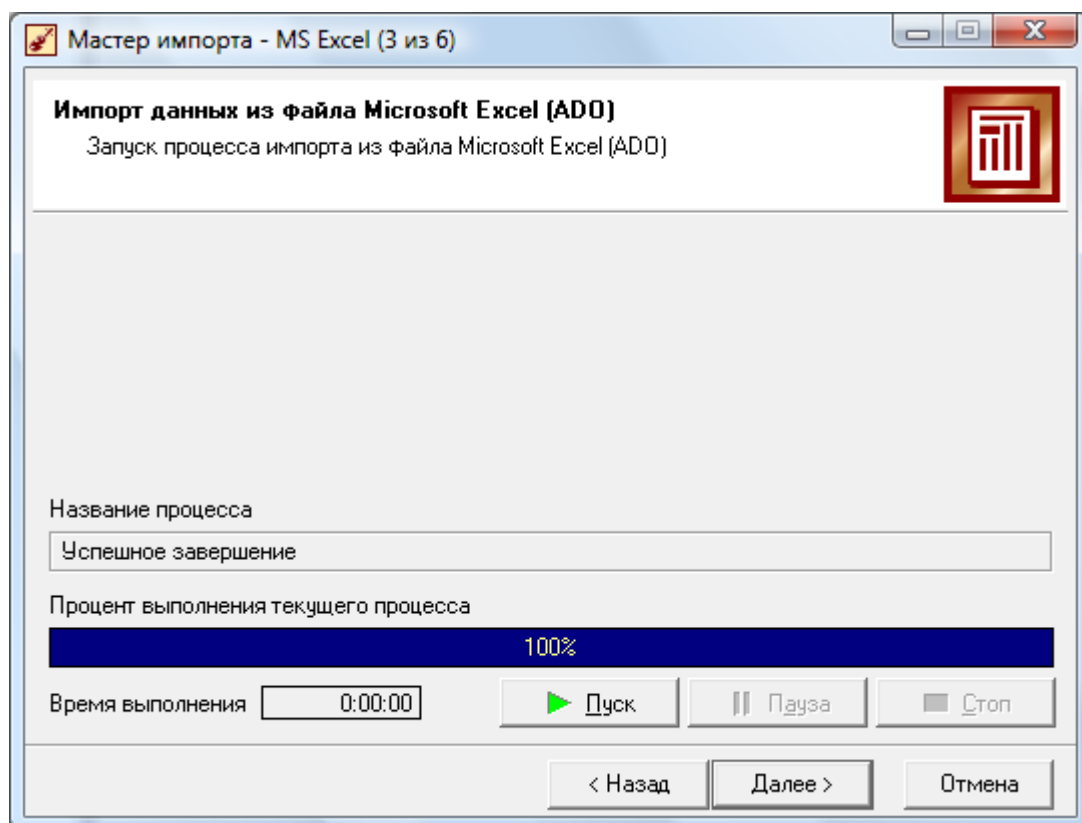 Мастер импорта - MS Excel (3 из 6)
Импорт данных из файла Microsoft Excel (ADO)
Запуск процесса импорта из файла Microsoft Excel (ADO)
Название процесса
Успешное завершение
Процент выполнения текущего процесса
100%
Время выполнения 0:00:00 Пуск Пауза Стоп
< Назад Далее > Отмена